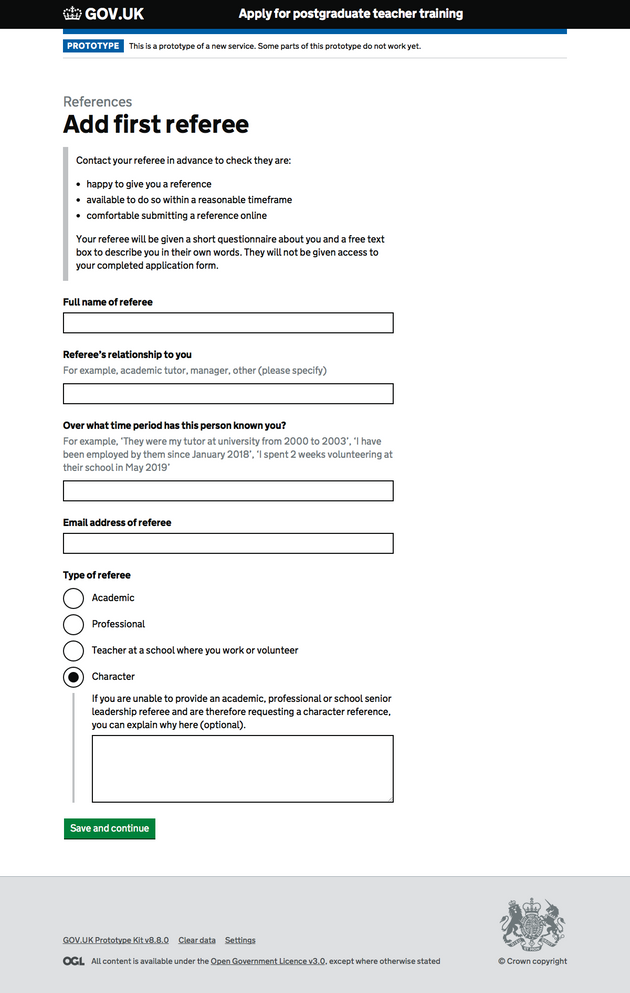 GOV.UK
Apply for postgraduate teacher training
PROTOTYPE
This is a prototype of a new service. Some parts of this prototype do not work yet.
References
Add first referee
Contact your referee in advance to check they are:
• happy to give you a reference
• available to do so within a reasonable timeframe
• comfortable submitting a reference online
Your referee will be given a short questionnaire about you and a free text
box to describe you in their own words. They will not be given access to
your completed application form.
Full name of referee
Referee's relationship to you
For example, academic tutor, manager, other (please specify)
Over what time period has this person known you?
For example, ‘They were my tutor at university from 2000 to 2003’, ‘I have
been employed by them since January 2018’, ‘I spent 2 weeks volunteering at
their school in May 2019’
Email address of referee
Type of referee
Academic
Professional
Teacher at a school where you work or volunteer
Character
If you are unable to provide an academic, professional or school senior
leadership referee and are therefore requesting a character reference,
you can explain why here (optional).
Save and continue
GOV.UK Prototype Kit v8.8.0
Clear data
Settings
OGL
All content is available under the Open Government Licence v3.0, except where otherwise stated
© Crown copyright